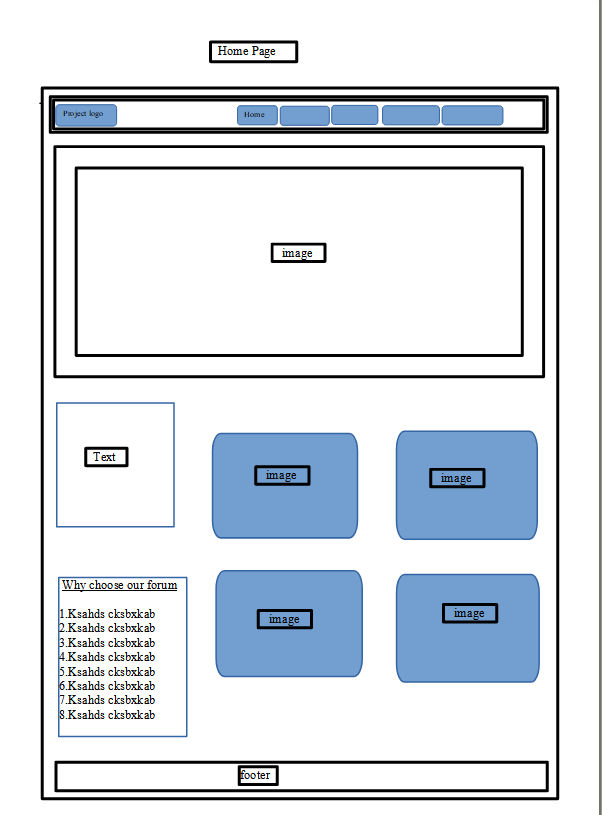 Home Page
Project logo
Home
image
Text
image
image
Why choose our forum
1.Ksahds cksbxkab
2.Ksahds cksbxkab
3.Ksahds cksbxkab
4.Ksahds cksbxkab
5.Ksahds cksbxkab
6.Ksahds cksbxkab
7.Ksahds cksbxkab
8.Ksahds cksbxkab
image
image
footer